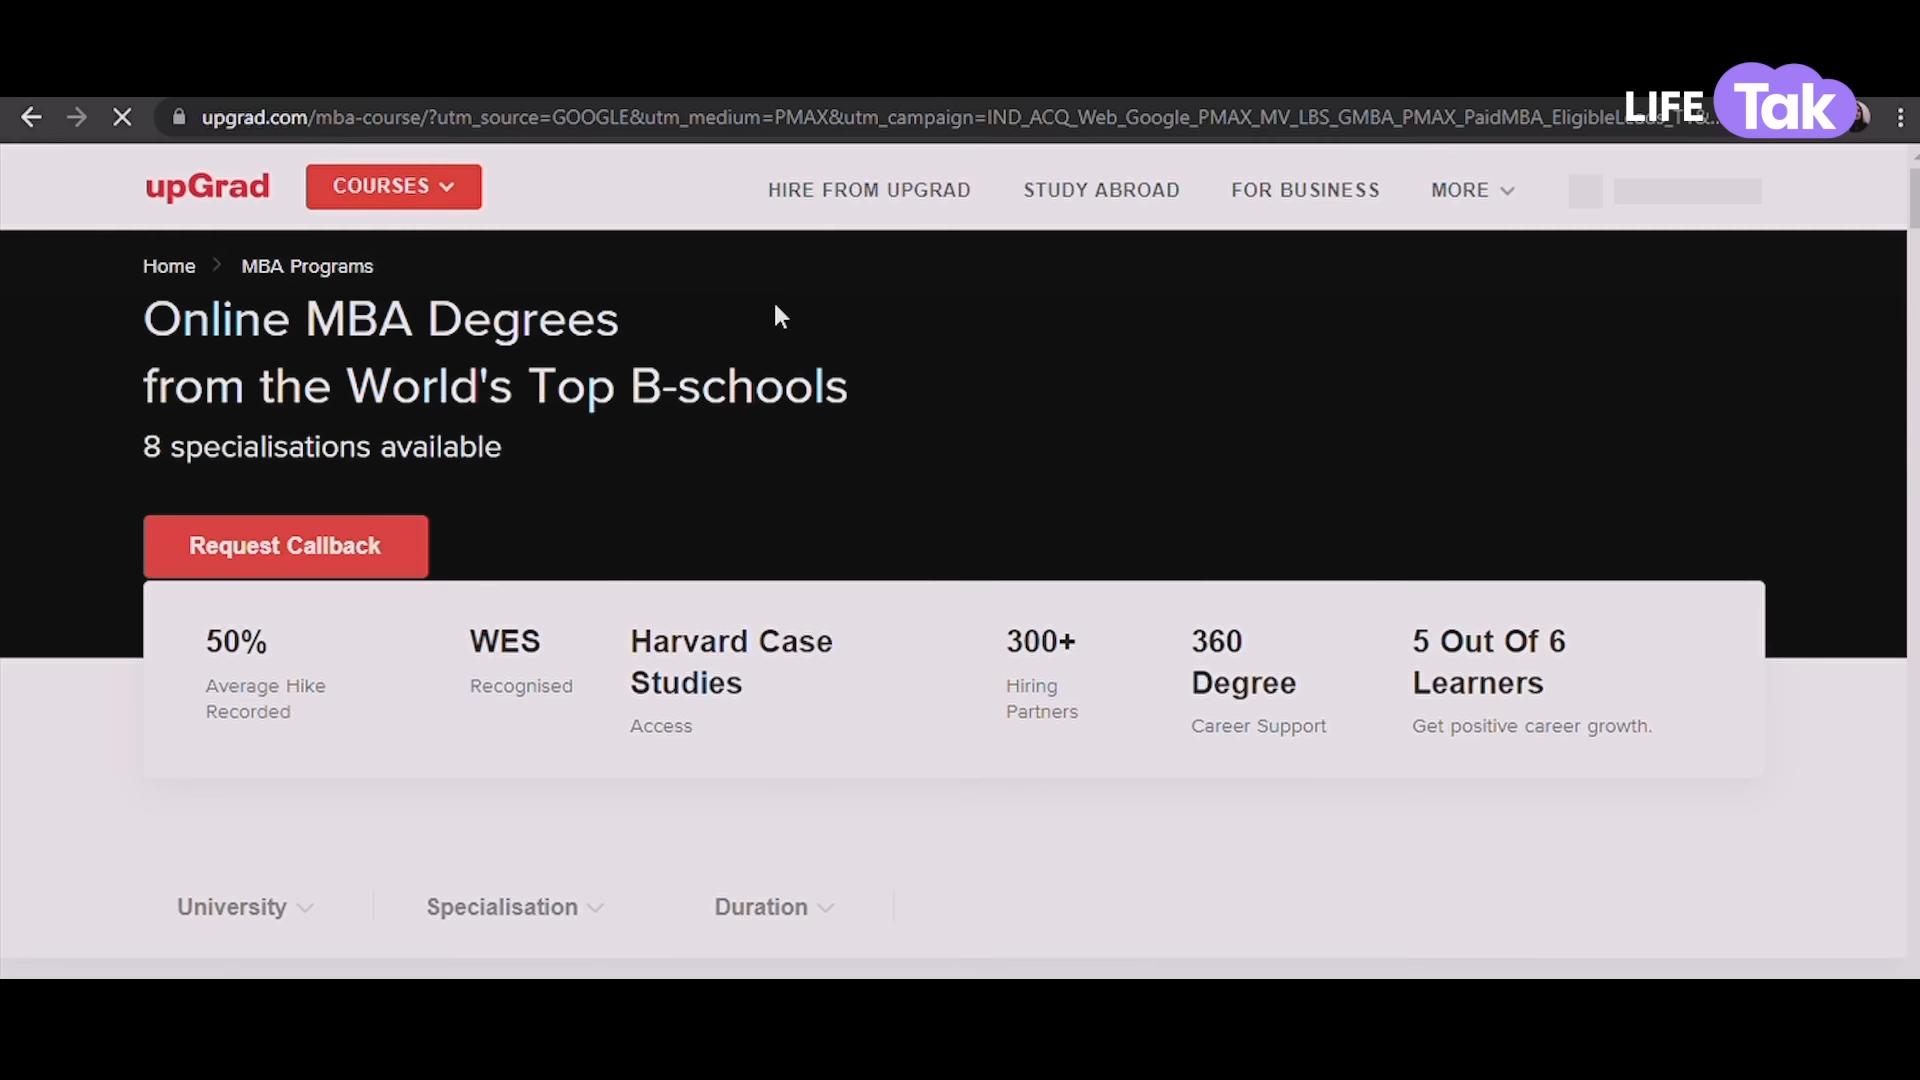 LIFE Tak
upgrad.com/mba-course/?utm_source=GOOGLE&utm_medium=PMAX&utm_campaign=IND_ACQ_Web_Google_PMAX_MV_LBS_GMBA_PMAX_PaidMBA_EligibleLeads_
upGrad
COURSES
HIRE FROM UPGRAD
STUDY ABROAD
FOR BUSINESS
MORE
Home
MBA Programs
Online MBA Degrees
from the World's Top B-schools
8 specialisations available
Request Callback
50%
Average Hike
Recorded
WES
Recognised
Harvard Case
Studies
Access
300+
Hiring
Partners
360
Degree
Career Support
5 Out Of 6
Learners
Get positive career growth.
University
Specialisation
Duration